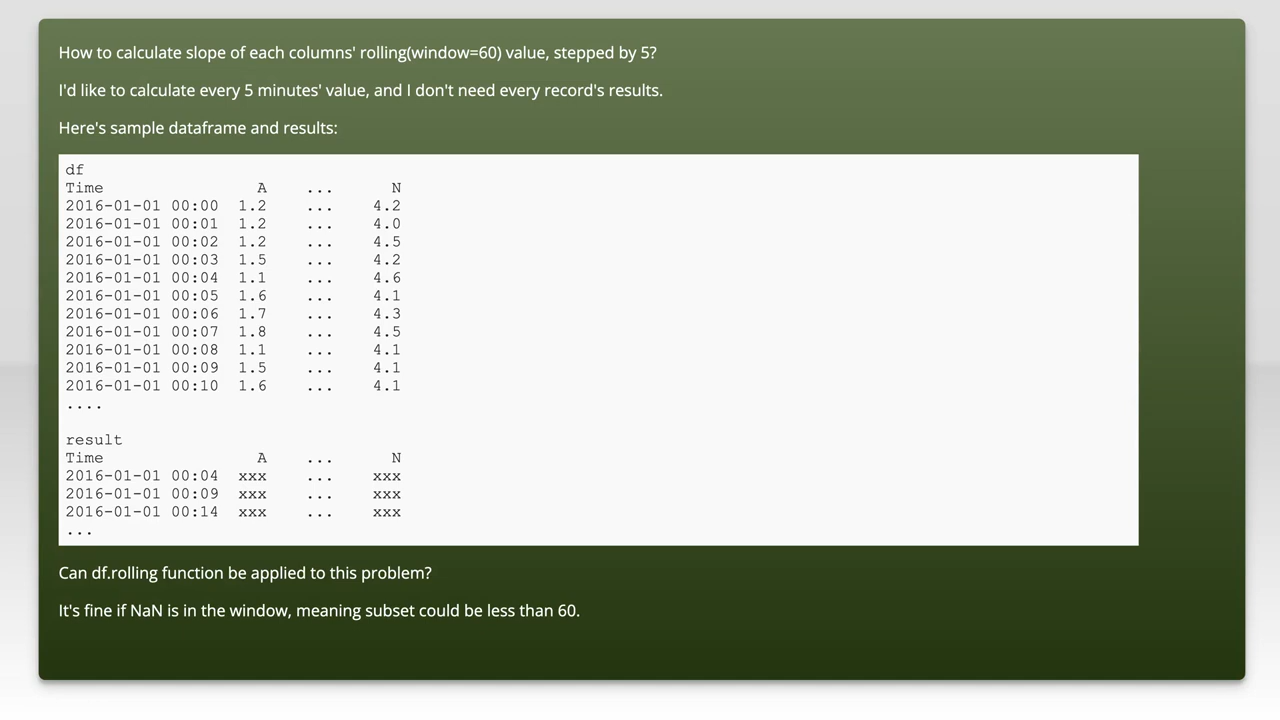 How to calculate slope of each columns' rolling(window=60) value, stepped by 5?
I'd like to calculate every 5 minutes' value, and I don't need every record's results.
Here's sample dataframe and results:
df
Time                 A    ...      N
2016-01-01 00:00  1.2    ...    4.2
2016-01-01 00:01  1.2    ...    4.0
2016-01-01 00:02  1.2    ...    4.5
2016-01-01 00:03  1.5    ...    4.2
2016-01-01 00:04  1.1    ...    4.6
2016-01-01 00:05  1.6    ...    4.1
2016-01-01 00:06  1.7    ...    4.3
2016-01-01 00:07  1.8    ...    4.5
2016-01-01 00:08  1.1    ...    4.1
2016-01-01 00:09  1.5    ...    4.1
2016-01-01 00:10  1.6    ...    4.1
....
result
Time                 A    ...      N
2016-01-01 00:04  xxx    ...    xxx
2016-01-01 00:09  xxx    ...    xxx
2016-01-01 00:14  xxx    ...    xxx
...
Can df.rolling function be applied to this problem?
It's fine if NaN is in the window, meaning subset could be less than 60.